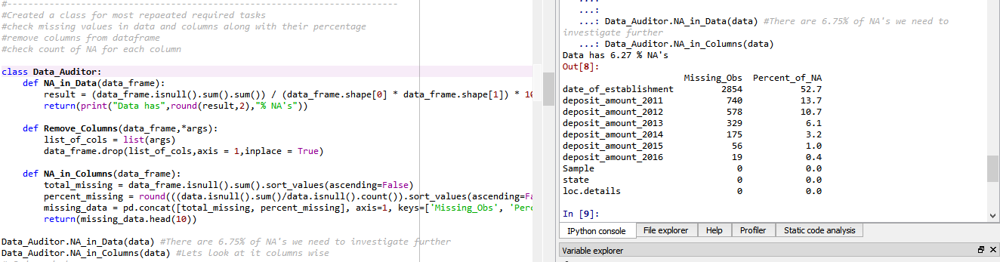 #-------------------------------------------------------------------------
#Created a class for most repaeated required tasks
#check missing values in data and columns along with their percentage
#remove columns from dataframe
#check count of NA for each column
class Data_Auditor:
def NA_in_Data(data_frame):
result = (data_frame.isnull().sum().sum()) / (data_frame.shape[0] * data_frame.shape[1]) * 10
return(print("Data has",round(result,2),"% NA's"))
def Remove_Columns(data_frame,*args):
list_of_cols = list(args)
data_frame.drop(list_of_cols,axis = 1,inplace = True)
def NA_in_Columns(data_frame):
total_missing = data_frame.isnull().sum().sort_values(ascending=False)
percent_missing = round(((data.isnull().sum()/data.isnull().count()).sort_values(ascending=Fa
missing_data = pd.concat([total_missing, percent_missing], axis=1, keys=['Missing_Obs', 'Perc
return(missing_data.head(10))
Data_Auditor.NA_in_Data(data) #There are 6.75% of NA's we need to investigate further
Data_Auditor.NA_in_Columns(data) #Lets look at it columns wise
...:
...: Data_Auditor.NA_in_Data(data) #There are 6.75% of NA's we need to
investigate further
...: Data_Auditor.NA_in_Columns(data)
Data has 6.27 % NA's
Out[8]:
Missing_Obs Percent_of_NA
date_of_establishment 2854 52.7
deposit_amount_2011 740 13.7
deposit_amount_2012 578 10.7
deposit_amount_2013 329 6.1
deposit_amount_2014 175 3.2
deposit_amount_2015 56 1.0
deposit_amount_2016 19 0.4
Sample 0 0.0
state 0 0.0
loc.details 0 0.0
In [9]:
IPython console File explorer Help Profiler Static code analysis
Variable explorer